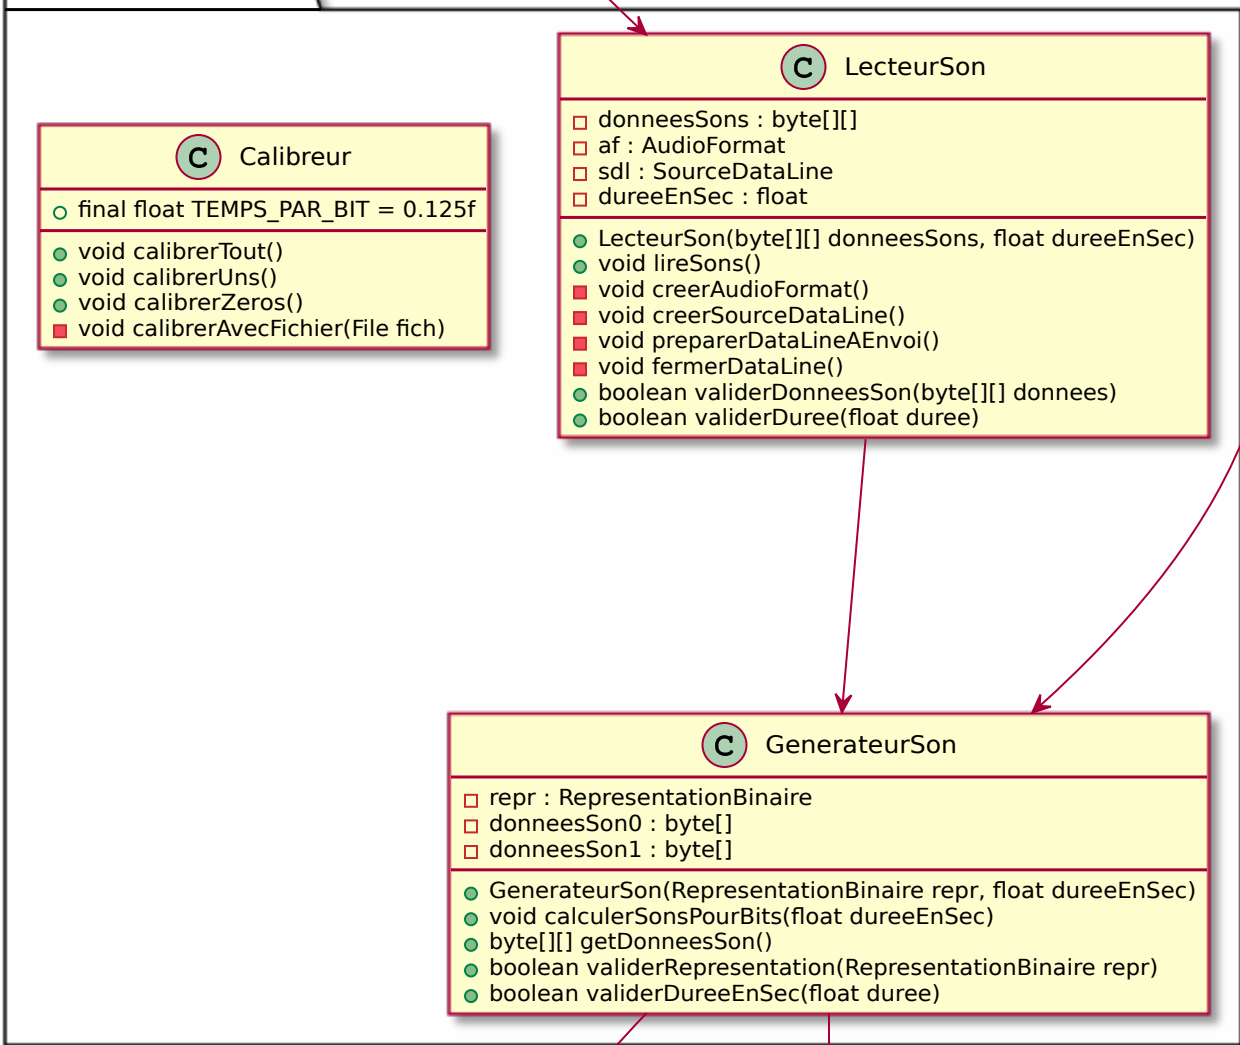 C LecteurSon
donneesSons : byte[][]
af : AudioFormat
sdl : SourceDataLine
dureeEnSec : float
LecteurSon(byte[][] donneesSons, float dureeEnSec)
void lireSons()
void creerAudioFormat()
void creerSourceDataLine()
void preparerDataLineAEnvoi()
void fermerDataLine()
boolean validerDonneesSon(byte[][] donnees)
boolean validerDuree(float duree)
C Calibreur
final float TEMPS_PAR_BIT = 0.125f
void calibrerTout()
void calibrerUns()
void calibrerZeros()
void calibrerAvecFichier(File fich)
C GenerateurSon
repr : RepresentationBinaire
donneesSon0 : byte[]
donneesSon1 : byte[]
GenerateurSon(RepresentationBinaire repr, float dureeEnSec)
void calculerSonsPourBits(float dureeEnSec)
byte[][] getDonneesSon()
boolean validerRepresentation(RepresentationBinaire repr)
boolean validerDureeEnSec(float duree)